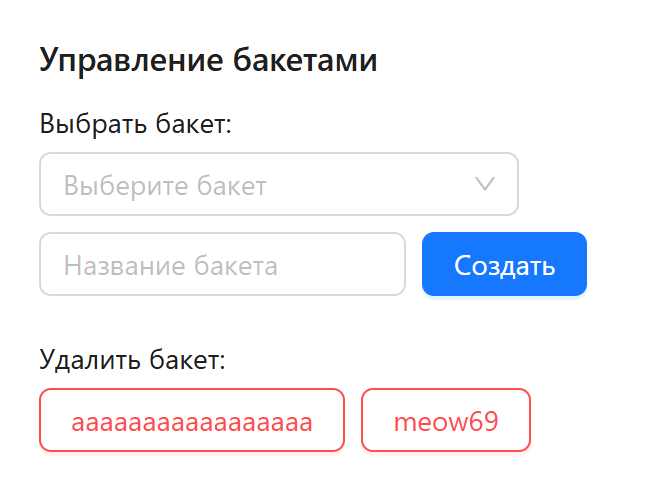 Управление бакетами
Выбрать бакет:
Выберите бакет
Название бакета Создать
Удалить бакет:
aaaaaaaaaaaaaaaaa meow69